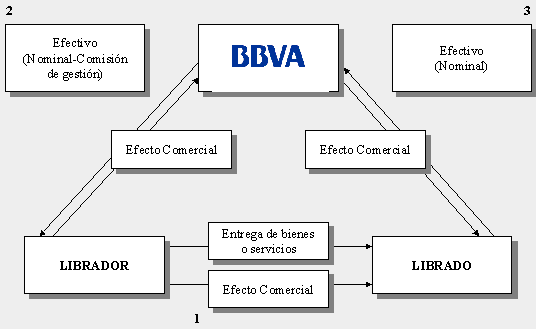 2
3
Efectivo
(Nominal-Comisión
de gestión)
BBVA
Efectivo
(Nominal)
Efecto Comercial
Efecto Comercial
Entrega de bienes
o servicios
LIBRADOR
LIBRADO
Efecto Comercial
1